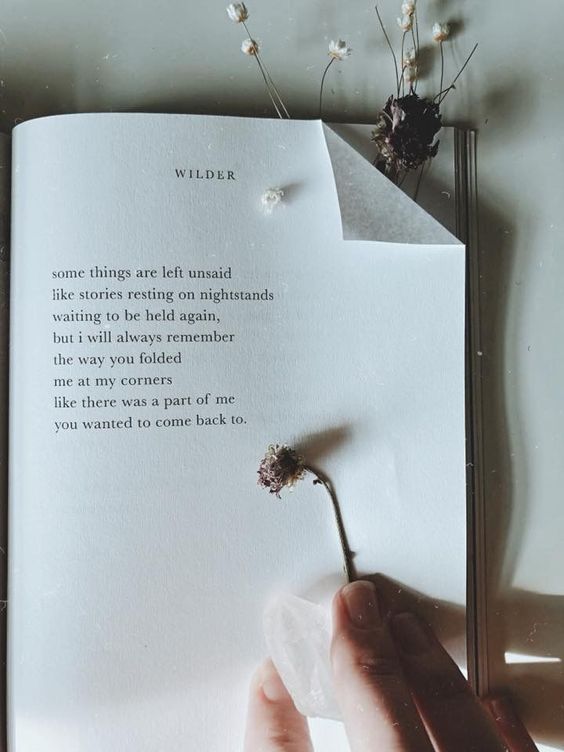 WILDER
some things are left unsaid
like stories resting on nightstands
waiting to be held again,
but i will always remember
the way you folded
me at my corners
like there was a part of me
you wanted to come back to.